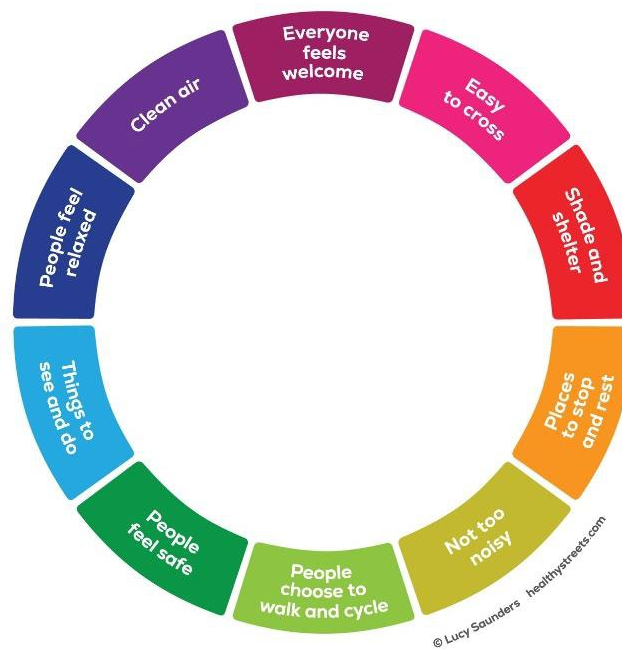 Everyone
feels
welcome
Easy
to cross
Shade and
shelter
Places
to stop
and rest
Not too
noisy
People
choose to
walk and cycle
People
feel safe
Things to
see and do
People feel
relaxed
Clean air
© Lucy Saunders healthystreets.com